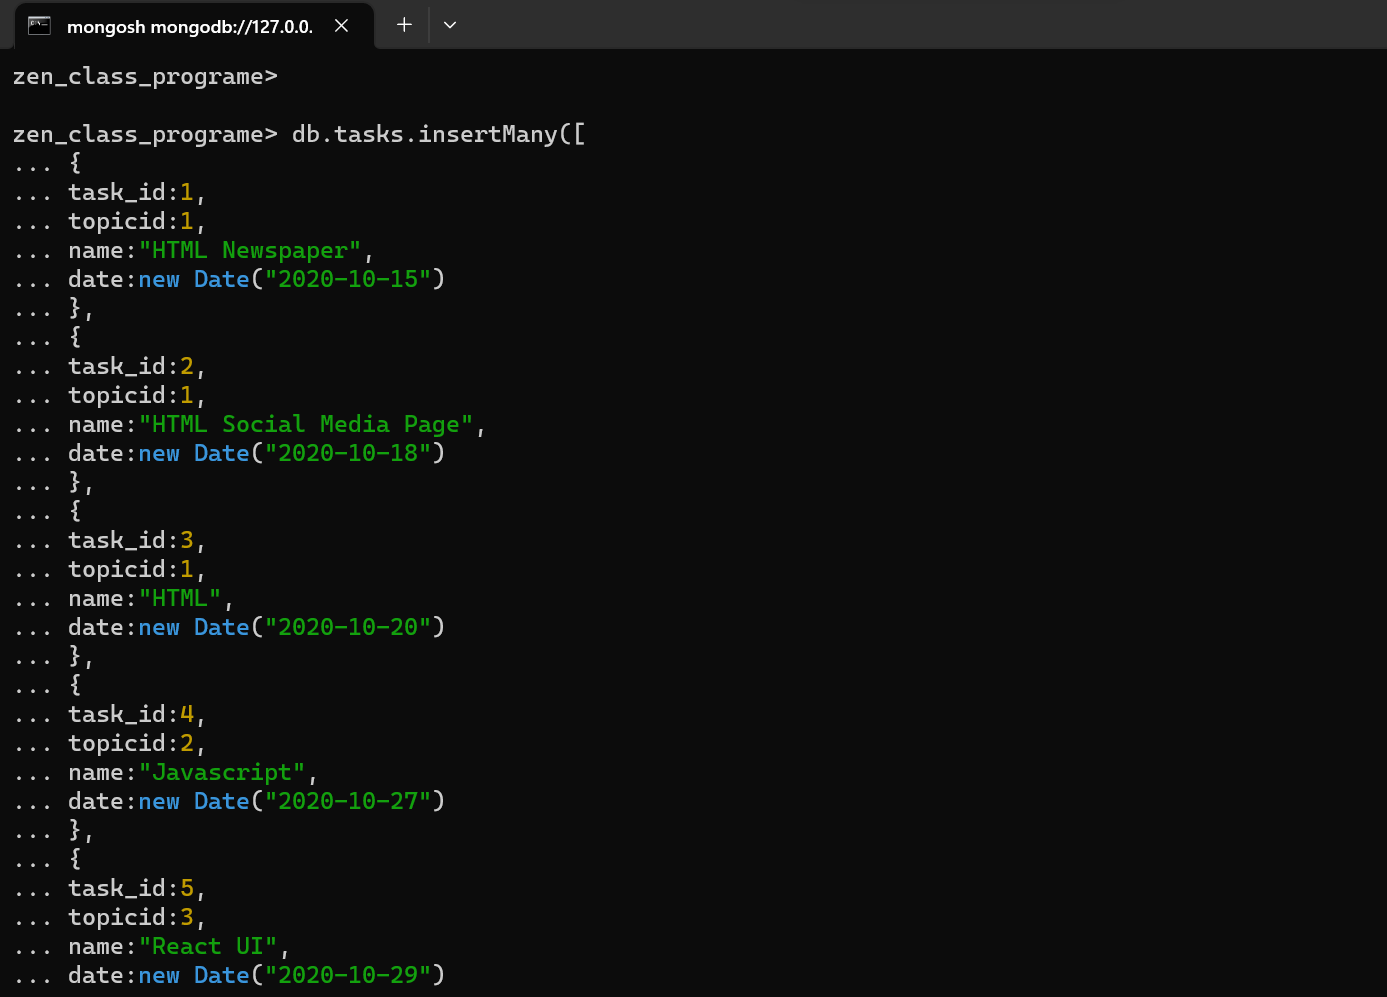 mongosh mongodb://127.0.0.
zen_class_programe>
zen_class_programe> db.tasks.insertMany([
... {
... task_id:1,
... topicid:1,
... name:"HTML Newspaper",
... date:new Date("2020-10-15")
... },
... {
... task_id:2,
... topicid:1,
... name:"HTML Social Media Page",
... date:new Date("2020-10-18")
... },
... {
... task_id:3,
... topicid:1,
... name:"HTML",
... date:new Date("2020-10-20")
... },
... {
... task_id:4,
... topicid:2,
... name:"Javascript",
... date:new Date("2020-10-27")
... },
... {
... task_id:5,
... topicid:3,
... name:"React UI",
... date:new Date("2020-10-29")